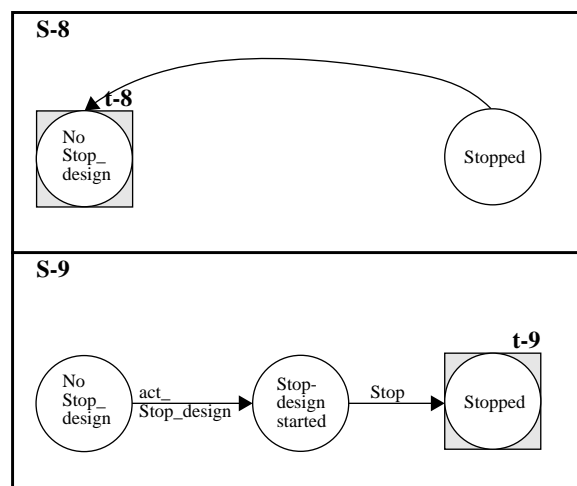 S-8
t-8
No
Stop_
design
Stopped
S-9
t-9
No
Stop_
design
act_
Stop_design
Stop-
design
started
Stop
Stopped